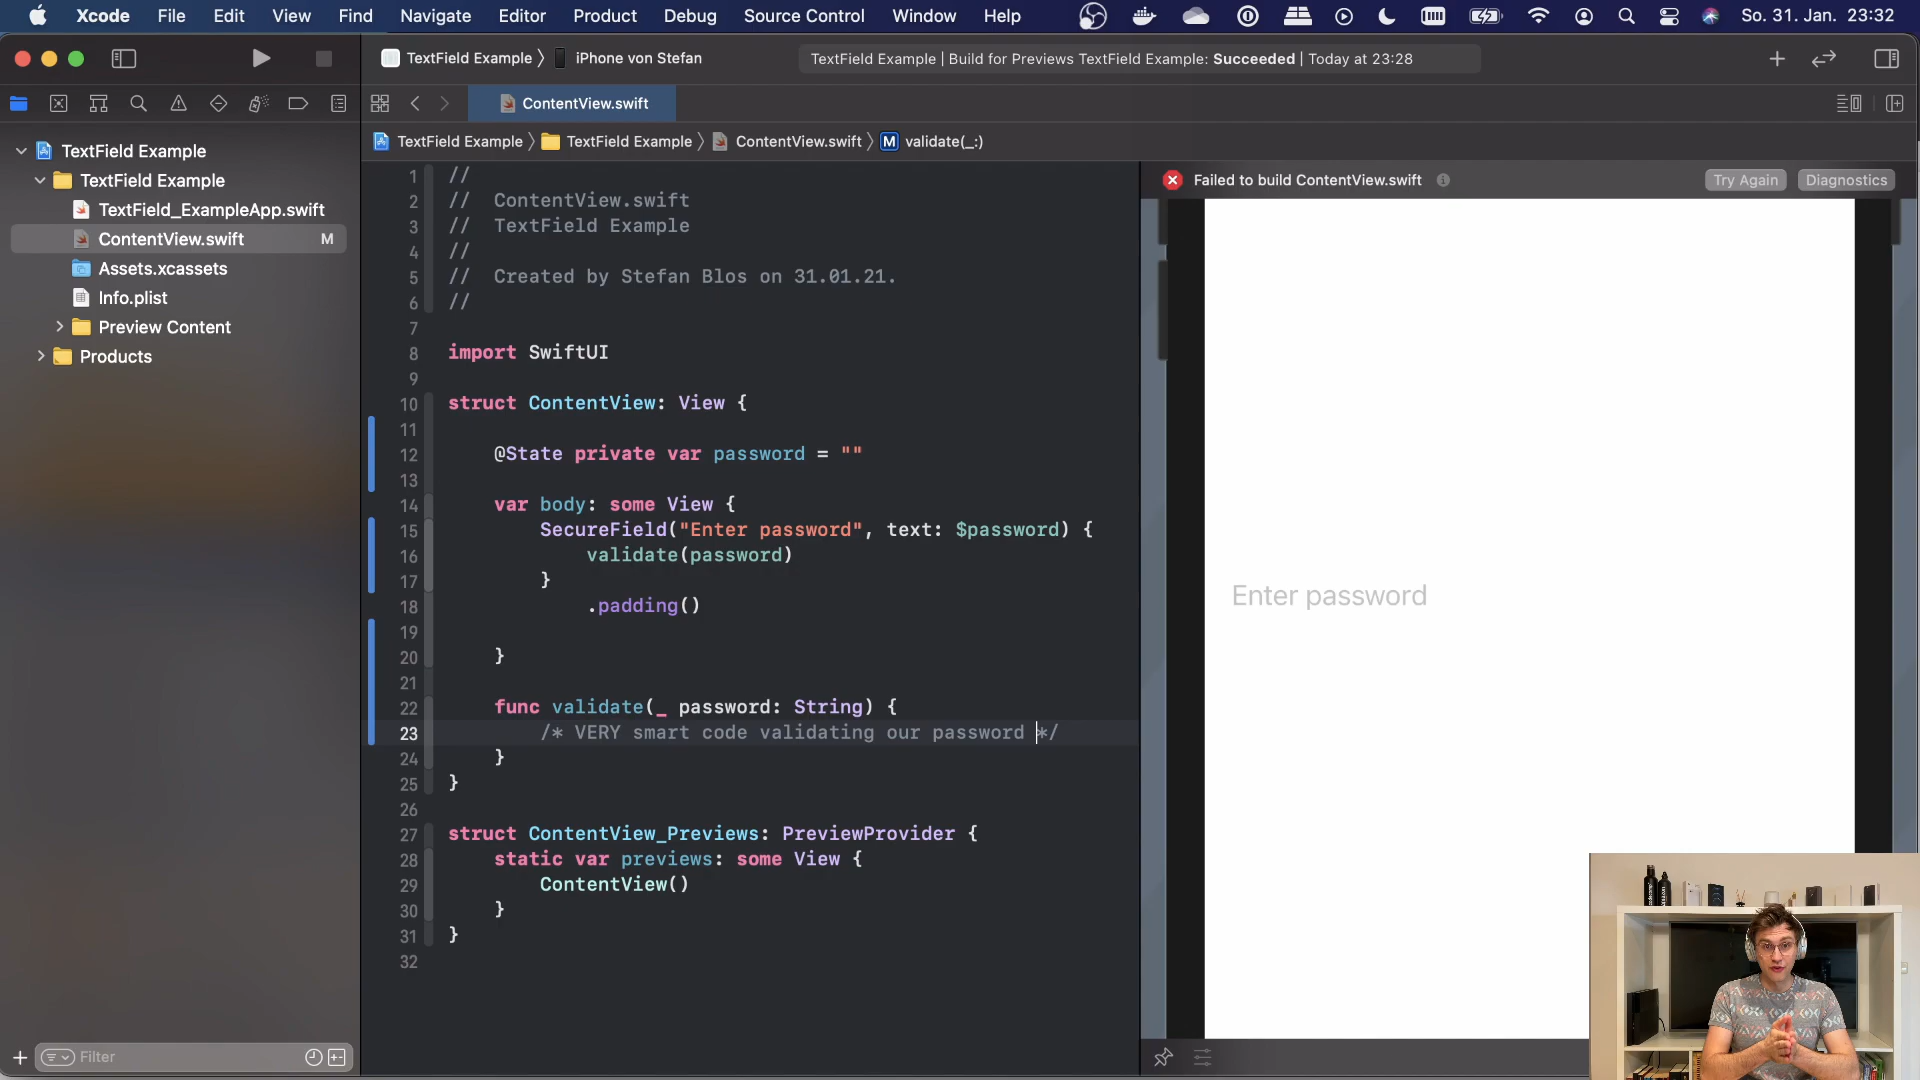 Xcode File Edit View Find Navigate Editor Product Debug Source Control Window Help So. 31. Jan. 23:32
TextField Example iPhone von Stefan TextField Example | Build for Previews TextField Example: Succeeded | Today at 23:28
ContentView.swift
TextField Example TextField Example ContentView.swift M validate(_:)
TextField Example
TextField Example
TextField_ExampleApp.swift
ContentView.swift M
Assets.xcassets
Info.plist
Preview Content
Products
Filter
1 //
2 // ContentView.swift
3 // TextField Example
4 //
5 // Created by Stefan Blos on 31.01.21.
6 //
7
8 import SwiftUI
9
10 struct ContentView: View {
11
12 @State private var password = ""
13
14 var body: some View {
15 SecureField("Enter password", text: $password) {
16 validate(password)
17 }
18 .padding()
19
20 }
21
22 func validate(_ password: String) {
23 /* VERY smart code validating our password */
24 }
25 }
26
27 struct ContentView_Previews: PreviewProvider {
28 static var previews: some View {
29 ContentView()
30 }
31 }
32
Failed to build ContentView.swift Try Again Diagnostics
Enter password